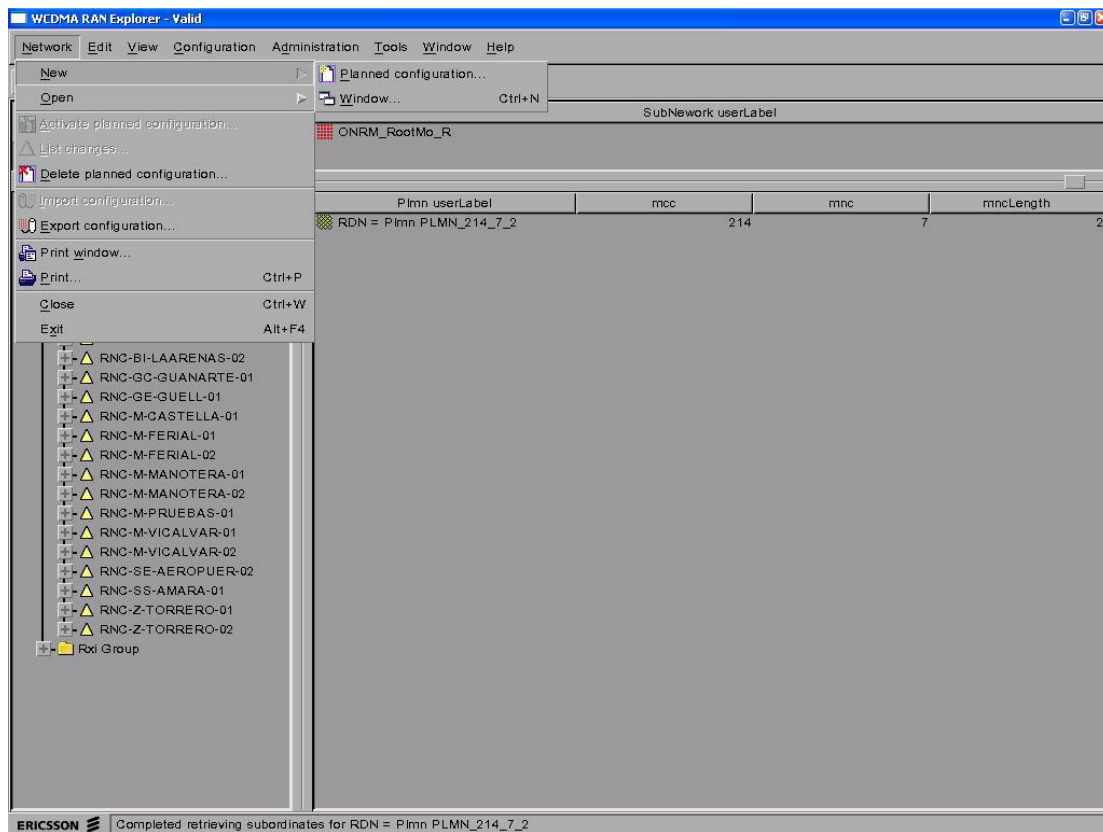 WCDMA RAN Explorer - Valid
Network Edit View Configuration Administration Tools Window Help
New
Open
Activate planned configuration...
List changes...
Delete planned configuration...
Import configuration...
Export configuration...
Print window...
Print... Ctrl+P
Close Ctrl+W
Exit Alt+F4
Planned configuration...
Window... Ctrl+N
SubNework userLabel
ONRM_RootMo_R
Plmn userLabel mcc mnc mncLength
RDN = Plmn PLMN_214_7_2 214 7 2
RNC-BI-LAARENAS-02
RNC-GC-GUANARTE-01
RNC-GE-GUELL-01
RNC-M-CASTELLA-01
RNC-M-FERIAL-01
RNC-M-FERIAL-02
RNC-M-MANOTERA-01
RNC-M-MANOTERA-02
RNC-M-PRUEBAS-01
RNC-M-VICALVAR-01
RNC-M-VICALVAR-02
RNC-SE-AEROPUER-02
RNC-SS-AMARA-01
RNC-Z-TORRERO-01
RNC-Z-TORRERO-02
Rxi Group
ERICSSON Completed retrieving subordinates for RDN = Plmn PLMN_214_7_2